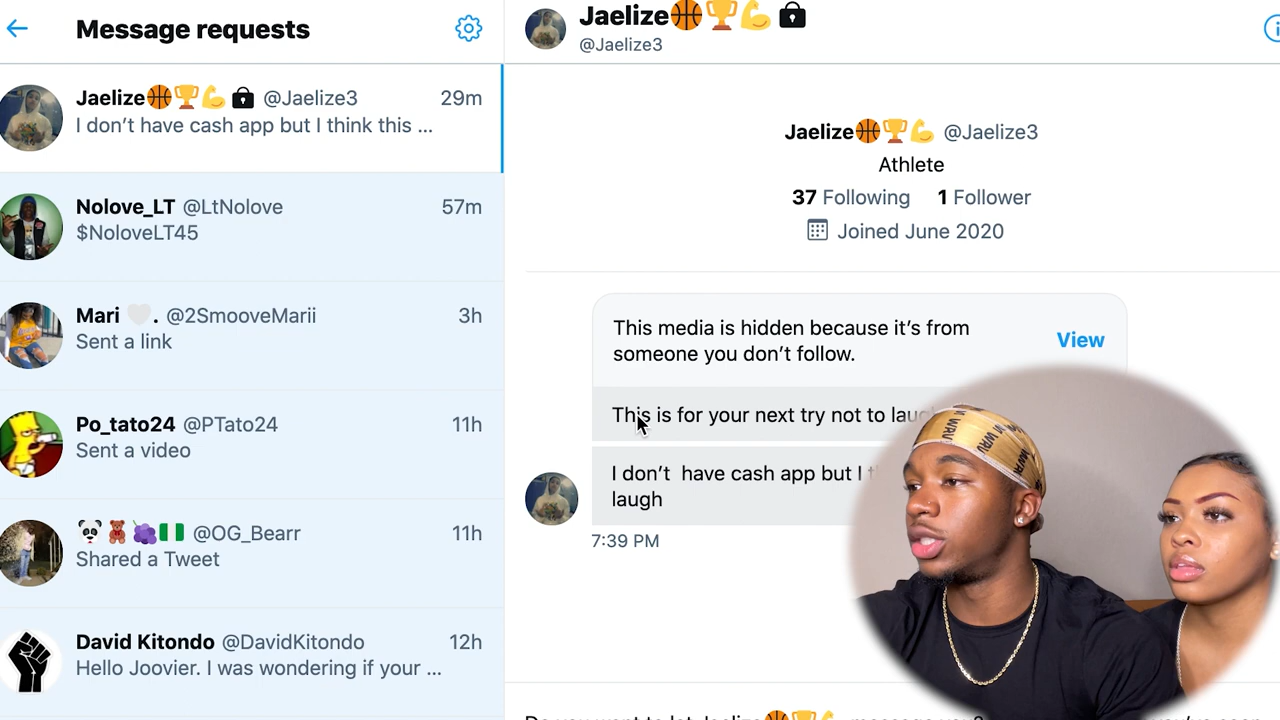 Message requests
Jaelize🏀🏆💪🔒 @Jaelize3 29m
I don't have cash app but I think this ...
Nolove_LT @LtNolove 57m
$NoloveLT45
Mari 🤍. @2SmooveMarii 3h
Sent a link
Po_tato24 @PTato24 11h
Sent a video
🐼🧸🍇🇳🇬 @OG_Bearr 11h
Shared a Tweet
David Kitondo @DavidKitondo 12h
Hello Joovier. I was wondering if your ...
Jaelize🏀🏆💪🔒
@Jaelize3
Jaelize🏀🏆💪 @Jaelize3
Athlete
37 Following 1 Follower
Joined June 2020
This media is hidden because it's from
someone you don't follow.
View
This is for your next try not to
I don't have cash app but I
laugh
7:39 PM